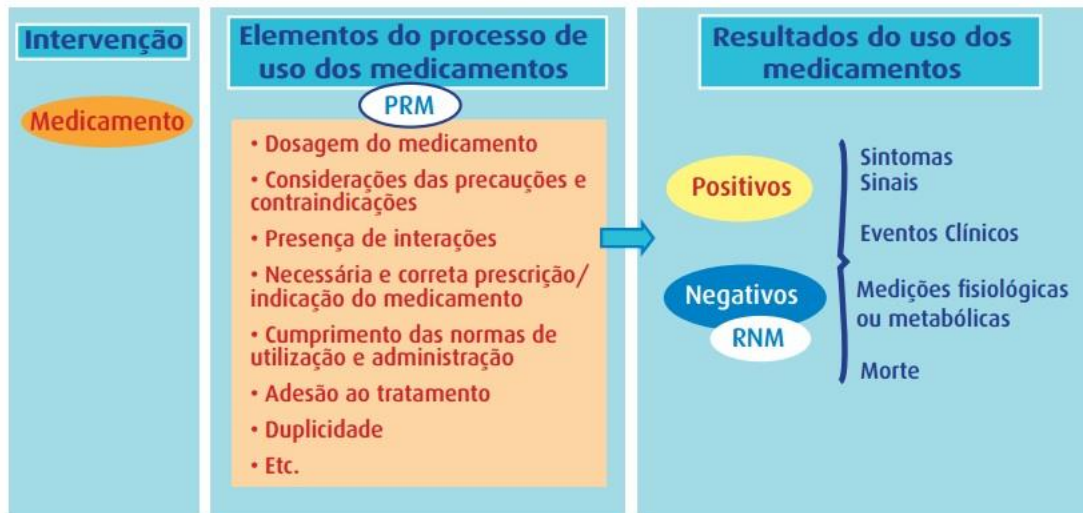 Intervenção
Medicamento
Elementos do processo de
uso dos medicamentos
PRM
• Dosagem do medicamento
• Considerações das precauções e
contraindicações
• Presença de interações
• Necessária e correta prescrição/
indicação do medicamento
• Cumprimento das normas de
utilização e administração
• Adesão ao tratamento
• Duplicidade
• Etc.
Resultados do uso dos
medicamentos
Positivos
Negativos
RNM
Sintomas
Sinais
Eventos Clínicos
Medições fisiológicas
ou metabólicas
Morte